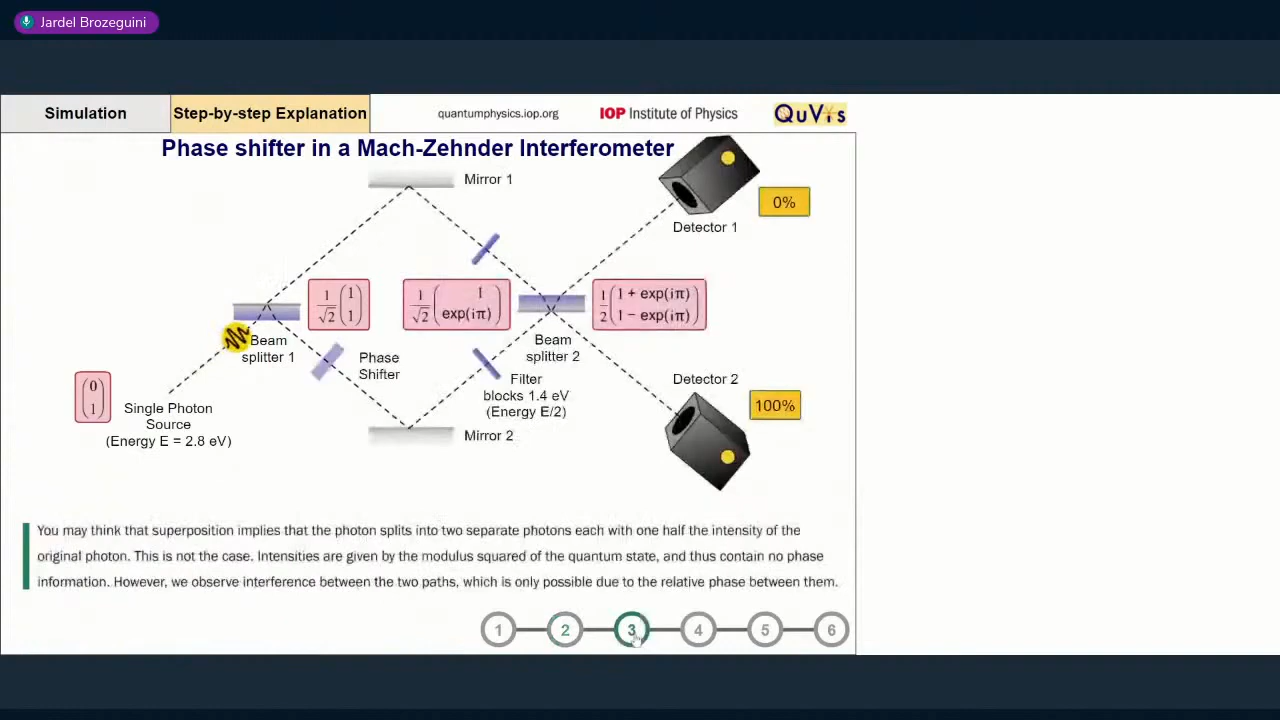 Jardel Brozeguini
Simulation
Step-by-step Explanation
quantumphysics.iop.org
IOP Institute of Physics
QuVis
Phase shifter in a Mach-Zehnder Interferometer
Mirror 1
0%
Detector 1
1/√2 (1 1)
1/√2 (1 exp(iπ))
1/2 (1 + exp(iπ) 1 − exp(iπ))
Beam
splitter 1
Phase
Shifter
Beam
splitter 2
Filter
blocks 1.4 eV
(Energy E/2)
Detector 2
100%
(0 1)
Single Photon
Source
(Energy E = 2.8 eV)
Mirror 2
You may think that superposition implies that the photon splits into two separate photons each with one half the intensity of the
original photon. This is not the case. Intensities are given by the modulus squared of the quantum state, and thus contain no phase
information. However, we observe interference between the two paths, which is only possible due to the relative phase between them.
1 2 3 4 5 6